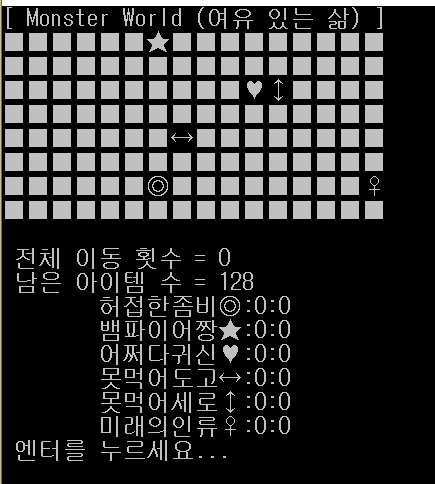 [ Monster World (여유 있는 삶) ]
■■■■■■★■■■■■■■■■
■■■■■■■■■■■■■■■■
■■■■■■■■■■♥↕■■■■
■■■■■■■■■■■■■■■■
■■■■■■■↔■■■■■■■■
■■■■■■■■■■■■■■■■
■■■■■■◎■■■■■■■■♀
■■■■■■■■■■■■■■■■
전체 이동 횟수 = 0
남은 아이템 수 = 128
허접한좀비◎:0:0
뱀파이어짱★:0:0
어쩌다귀신♥:0:0
못먹어도고↔:0:0
못먹어세로↕:0:0
미래의인류♀:0:0
엔터를 누르세요...